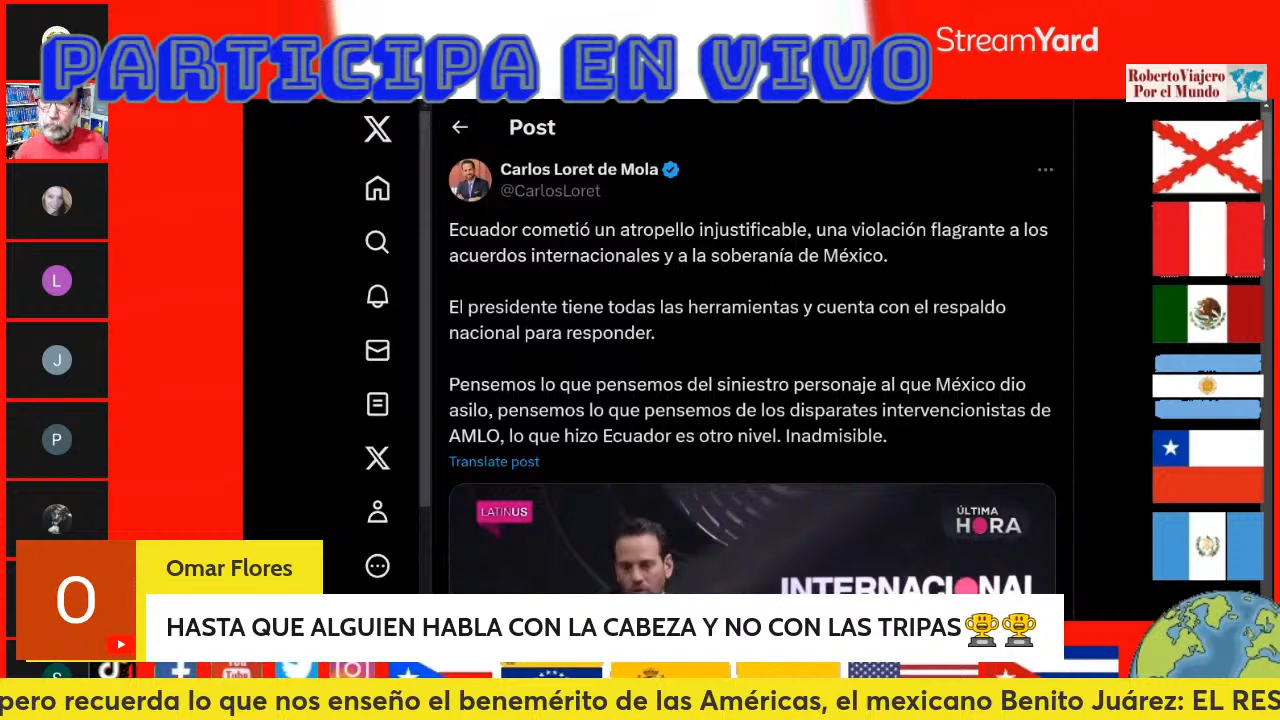 PARTICIPA EN VIVO
StreamYard
RobertoViajero
Por el Mundo
Post
Carlos Loret de Mola
@CarlosLoret
Ecuador cometió un atropello injustificable, una violación flagrante a los
acuerdos internacionales y a la soberanía de México.
El presidente tiene todas las herramientas y cuenta con el respaldo
nacional para responder.
Pensemos lo que pensemos del siniestro personaje al que México dio
asilo, pensemos lo que pensemos de los disparates intervencionistas de
AMLO, lo que hizo Ecuador es otro nivel. Inadmisible.
Translate post
LATINUS
ÚLTIMA
HORA
INTERNACIONAL
L
J
P
O
Omar Flores
HASTA QUE ALGUIEN HABLA CON LA CABEZA Y NO CON LAS TRIPAS🏆🏆
S
You
pero recuerda lo que nos enseño el benemérito de las Américas, el mexicano Benito Juárez: EL RES